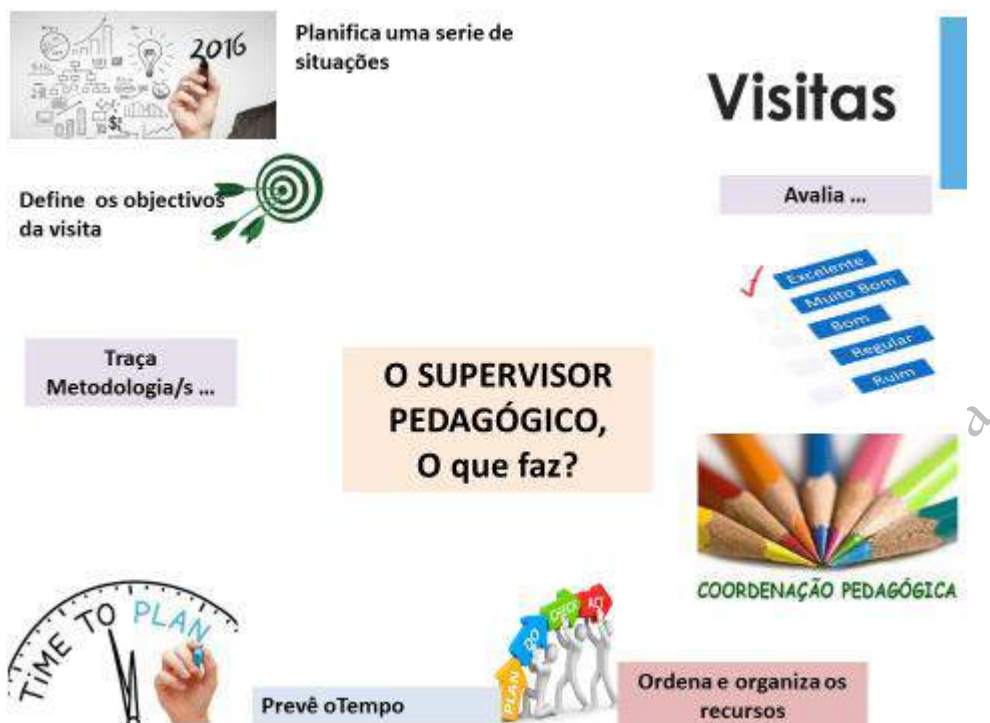 2016
$
Planifica uma serie de
situações
Visitas
Define os objectivos
da visita
Avalia ...
Excelente
Muito Bom
Bom
Regular
Ruim
Traça
Metodologia/s ...
O SUPERVISOR
PEDAGÓGICO,
O que faz?
COORDENAÇÃO PEDAGÓGICA
TiME TO PLAN
Prevê oTempo
PLAN
DO
CHECK
ACT
Ordena e organiza os
recursos